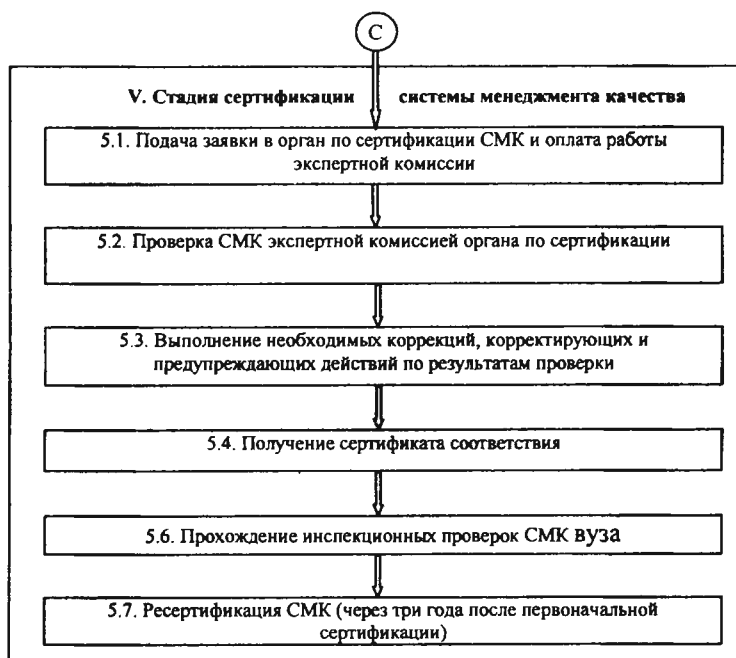 С
V. Стадия сертификации системы менеджмента качества
5.1. Подача заявки в орган по сертификации СМК и оплата работы
экспертной комиссии
5.2. Проверка СМК экспертной комиссией органа по сертификации
5.3. Выполнение необходимых коррекций, корректирующих и
предупреждающих действий по результатам проверки
5.4. Получение сертификата соответствия
5.6. Прохождение инспекционных проверок СМК вуза
5.7. Ресертификация СМК (через три года после первоначальной
сертификации)